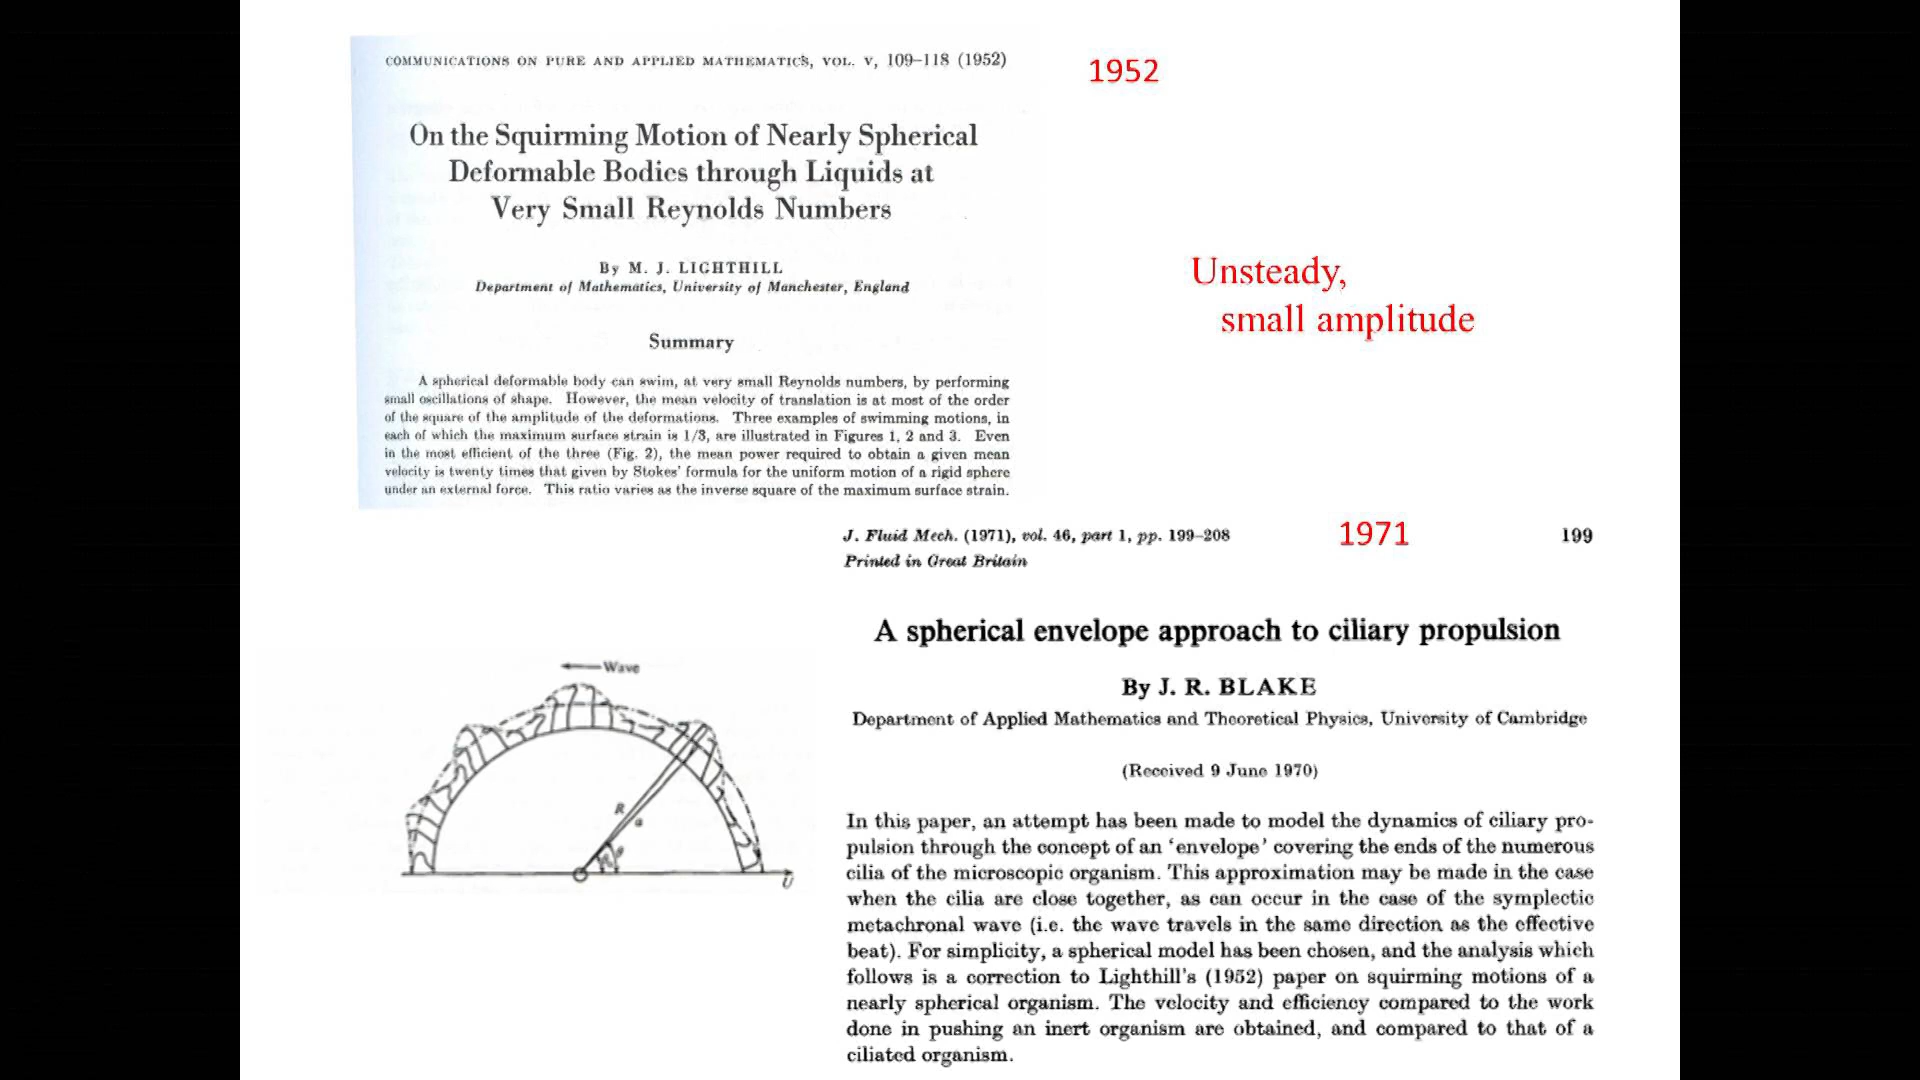 COMMUNICATIONS ON PURE AND APPLIED MATHEMATICS, VOL. V, 109–118 (1952)
1952
On the Squirming Motion of Nearly Spherical
Deformable Bodies through Liquids at
Very Small Reynolds Numbers
By M. J. LIGHTHILL
Department of Mathematics, University of Manchester, England
Unsteady,
small amplitude
Summary
A spherical deformable body can swim, at very small Reynolds numbers, by performing
small oscillations of shape. However, the mean velocity of translation is at most of the order
of the square of the amplitude of the deformations. Three examples of swimming motions, in
each of which the maximum surface strain is 1/3, are illustrated in Figures 1, 2 and 3. Even
in the most efficient of the three (Fig. 2), the mean power required to obtain a given mean
velocity is twenty times that given by Stokes' formula for the uniform motion of a rigid sphere
under an external force. This ratio varies as the inverse square of the maximum surface strain.
J. Fluid Mech. (1971), vol. 46, part 1, pp. 199–208
1971
199
Printed in Great Britain
A spherical envelope approach to ciliary propulsion
By J. R. BLAKE
Department of Applied Mathematics and Theoretical Physics, University of Cambridge
(Received 9 June 1970)
In this paper, an attempt has been made to model the dynamics of ciliary pro-
pulsion through the concept of an 'envelope' covering the ends of the numerous
cilia of the microscopic organism. This approximation may be made in the case
when the cilia are close together, as can occur in the case of the symplectic
metachronal wave (i.e. the wave travels in the same direction as the effective
beat). For simplicity, a spherical model has been chosen, and the analysis which
follows is a correction to Lighthill's (1952) paper on squirming motions of a
nearly spherical organism. The velocity and efficiency compared to the work
done in pushing an inert organism are obtained, and compared to that of a
ciliated organism.
Wave
R
a
U